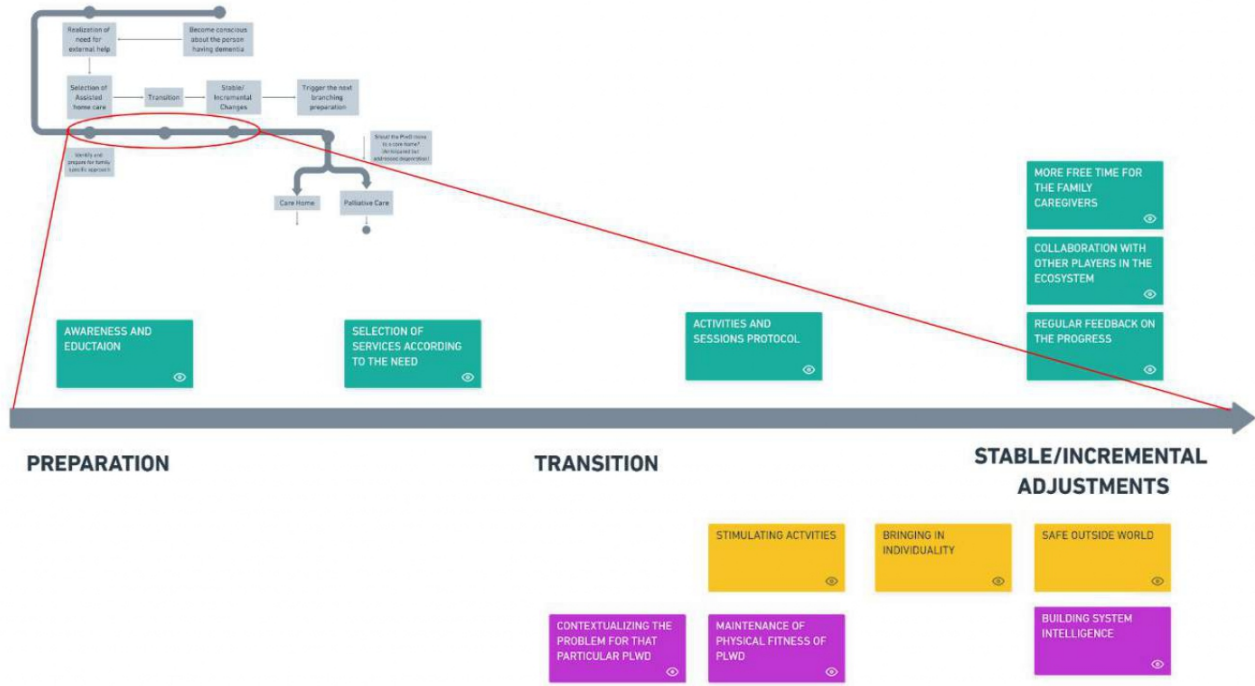 Realization of
need for
external help
Become conscious
about the person
having dementia
Selection of
Assisted
home care
Transition
Stable/
Incremental
Changes
Trigger the next
branching
preparation
Identify and
prepare for family
specific approach
Care Home
Palliative Care
MORE FREE TIME FOR
THE FAMILY
CAREGIVERS
COLLABORATION WITH
OTHER PLAYERS IN THE
ECOSYSTEM
REGULAR FEEDBACK ON
THE PROGRESS
AWARENESS AND
EDUCTAION
SELECTION OF
SERVICES ACCORDING
TO THE NEED
ACTIVITIES AND
SESSIONS PROTOCOL
PREPARATION
TRANSITION
STABLE/INCREMENTAL
ADJUSTMENTS
STIMULATING ACTVITIES
BRINGING IN
INDIVIDUALITY
SAFE OUTSIDE WORLD
CONTEXTUALIZING THE
PROBLEM FOR THAT
PARTICULAR PLWD
MAINTENANCE OF
PHYSICAL FITNESS OF
PLWD
BUILDING SYSTEM
INTELLIGENCE